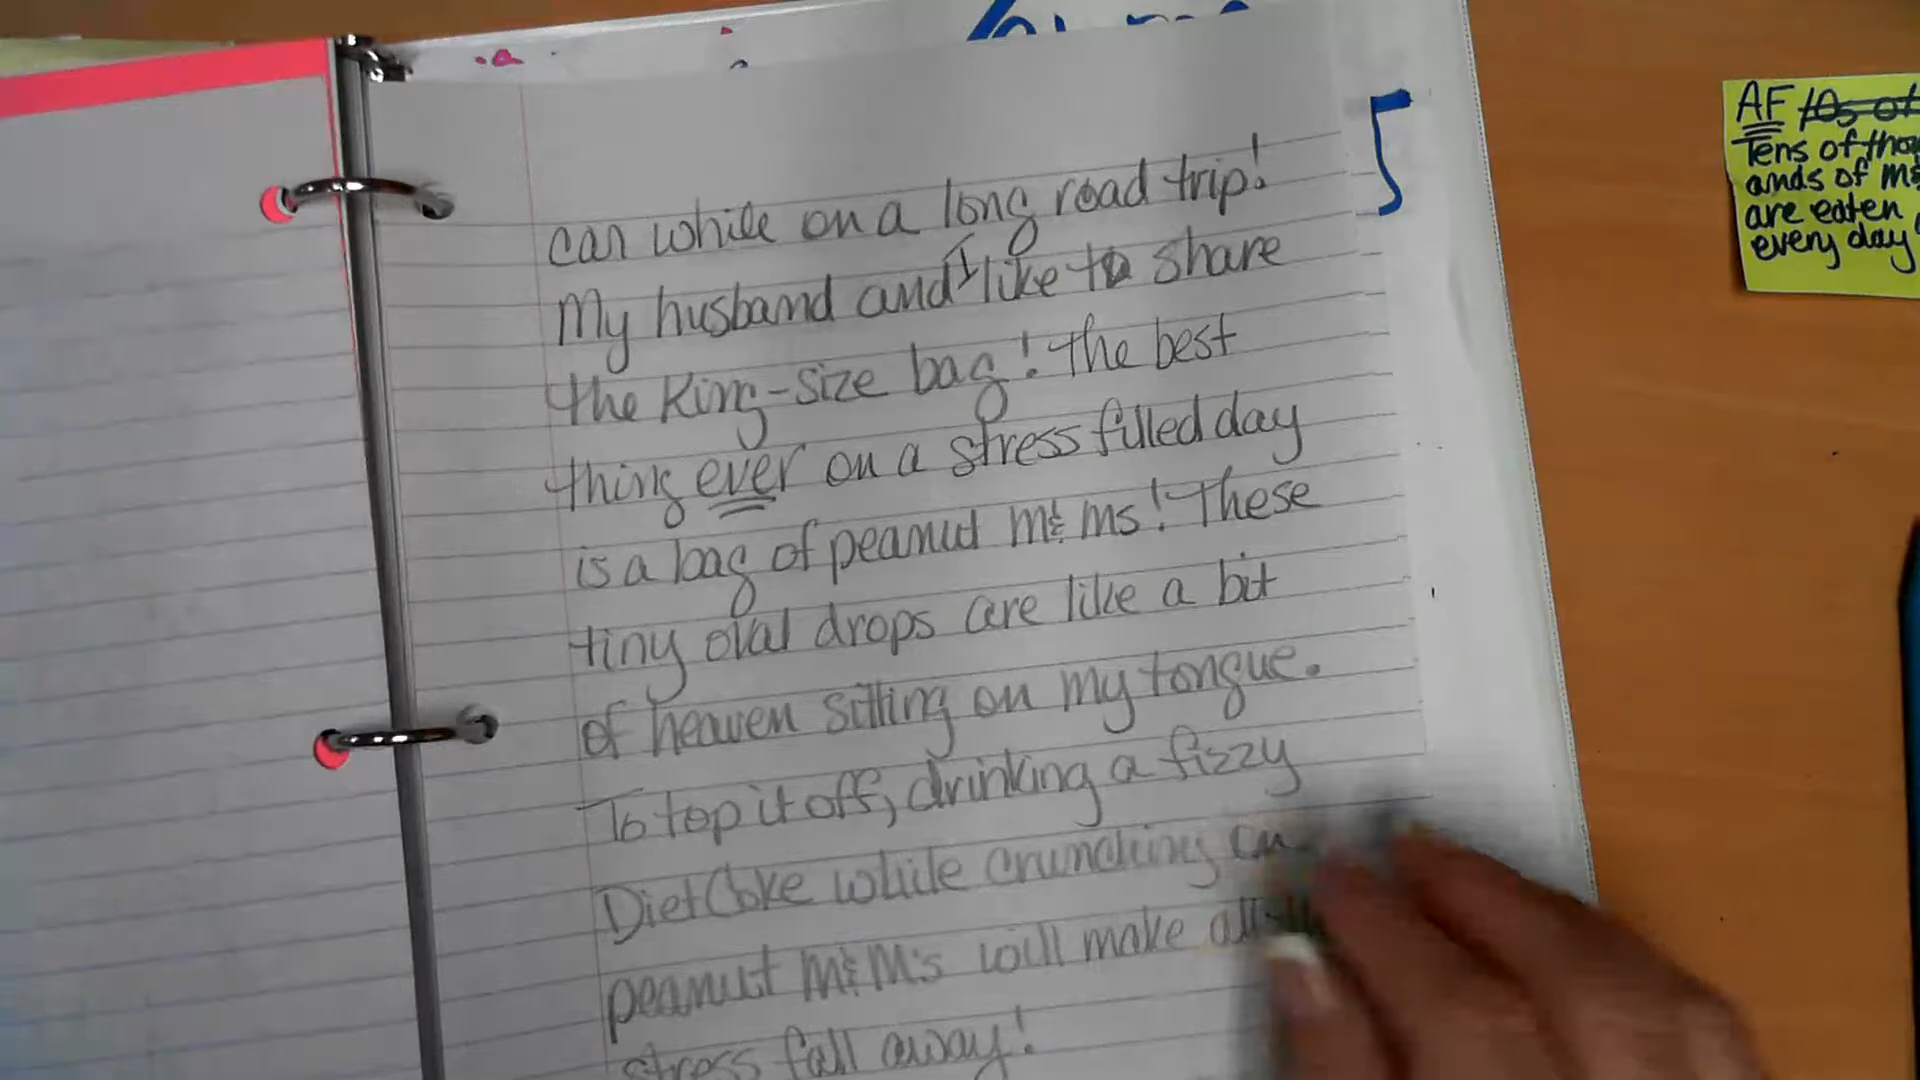 5
can while on a long road trip!
My husband and I like to share
the King-size bag! The best
thing ever on a stress filled day
is a bag of peanut m&ms! These
tiny oval drops are like a bit
of heaven sitting on my tongue.
To top it off, drinking a fizzy
Diet Coke while crunching on
peanut M&M's will make all
stress fall away!
AF
Tens of thou
ands of m&
are eaten
every day